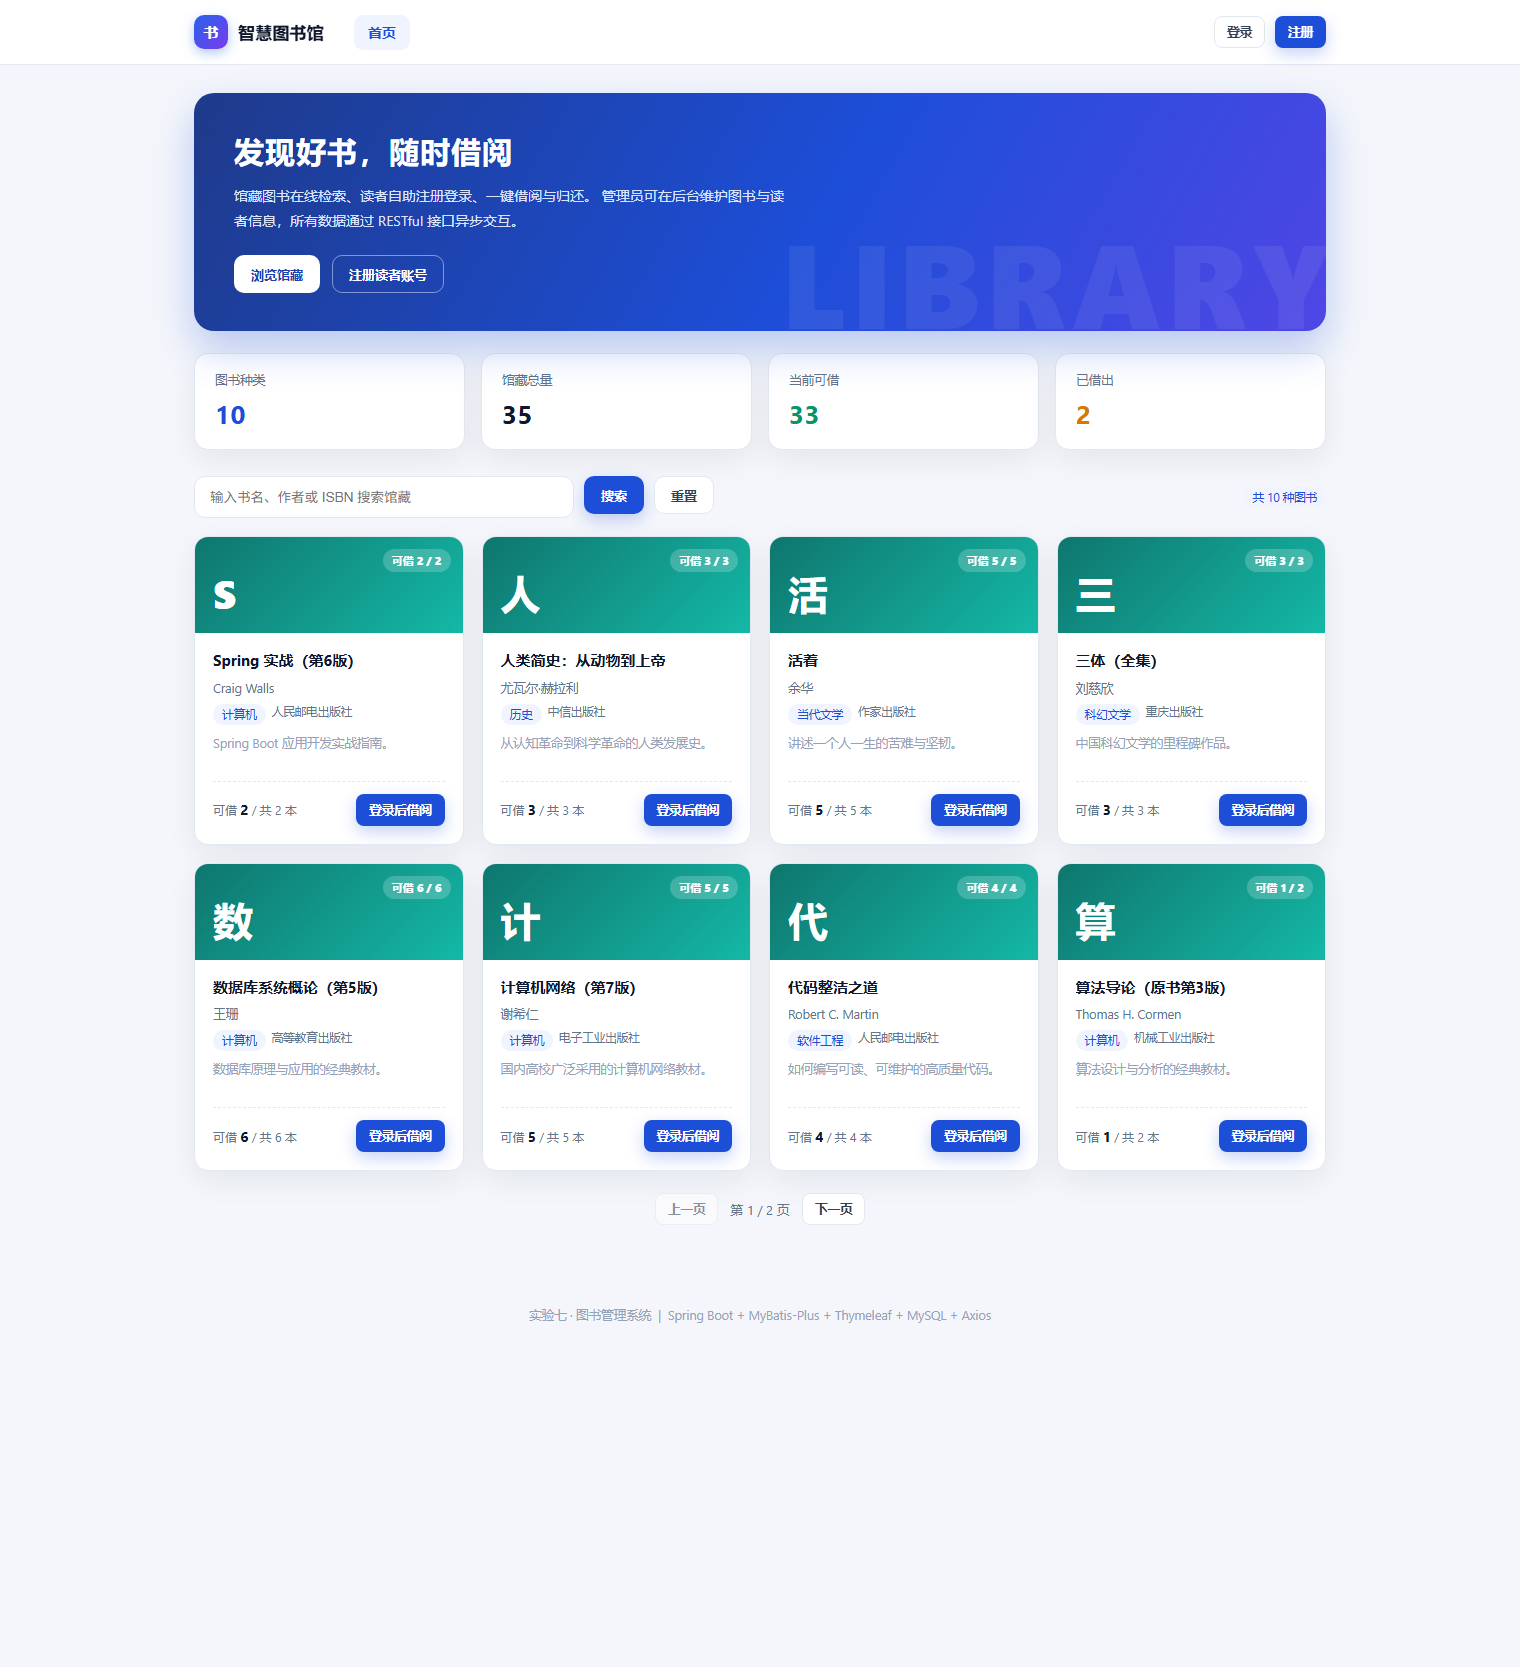 书 智慧图书馆 首页 登录 注册
发现好书，随时借阅
馆藏图书在线检索、读者自助注册登录、一键借阅与归还。 管理员可在后台维护图书与读
者信息，所有数据通过 RESTful 接口异步交互。
浏览馆藏 注册读者账号
LIBRARY
图书种类 馆藏总量 当前可借 已借出
10 35 33 2
输入书名、作者或 ISBN 搜索馆藏 搜索 重置 共 10 种图书
可借 2 / 2 可借 3 / 3 可借 5 / 5 可借 3 / 3
S 人 活 三
Spring 实战（第6版） 人类简史：从动物到上帝 活着 三体（全集）
Craig Walls 尤瓦尔·赫拉利 余华 刘慈欣
计算机 人民邮电出版社 历史 中信出版社 当代文学 作家出版社 科幻文学 重庆出版社
Spring Boot 应用开发实战指南。 从认知革命到科学革命的人类发展史。 讲述一个人一生的苦难与坚韧。 中国科幻文学的里程碑作品。
可借 2 / 共 2 本 登录后借阅 可借 3 / 共 3 本 登录后借阅 可借 5 / 共 5 本 登录后借阅 可借 3 / 共 3 本 登录后借阅
可借 6 / 6 可借 5 / 5 可借 4 / 4 可借 1 / 2
数 计 代 算
数据库系统概论（第5版） 计算机网络（第7版） 代码整洁之道 算法导论（原书第3版）
王珊 谢希仁 Robert C. Martin Thomas H. Cormen
计算机 高等教育出版社 计算机 电子工业出版社 软件工程 人民邮电出版社 计算机 机械工业出版社
数据库原理与应用的经典教材。 国内高校广泛采用的计算机网络教材。 如何编写可读、可维护的高质量代码。 算法设计与分析的经典教材。
可借 6 / 共 6 本 登录后借阅 可借 5 / 共 5 本 登录后借阅 可借 4 / 共 4 本 登录后借阅 可借 1 / 共 2 本 登录后借阅
上一页 第 1 / 2 页 下一页
实验七 · 图书管理系统 | Spring Boot + MyBatis-Plus + Thymeleaf + MySQL + Axios